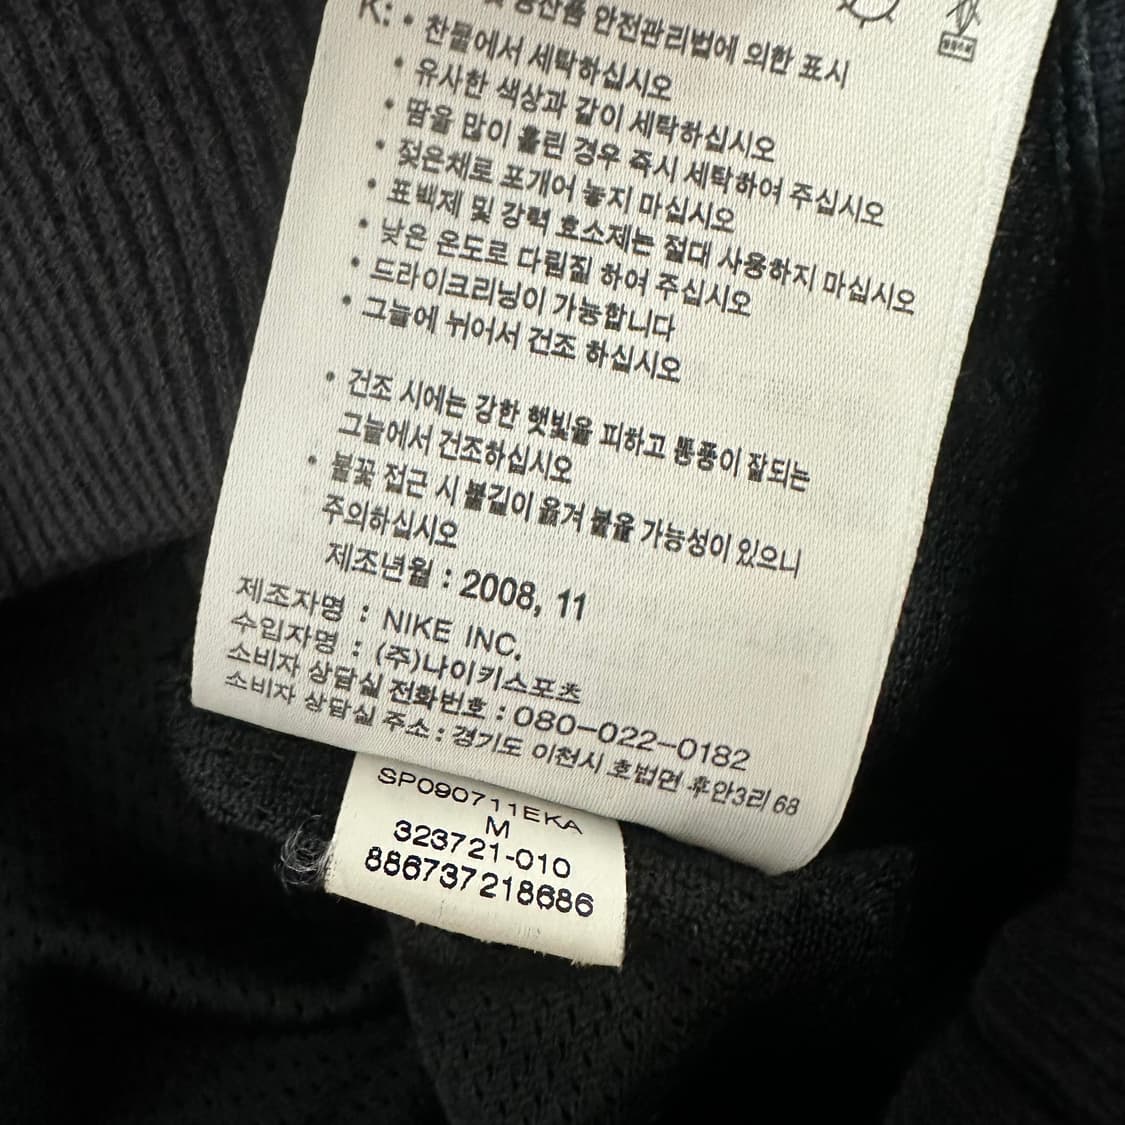 K:
공산품 안전관리법에 의한 표시
• 찬물에서 세탁하십시오
• 유사한 색상과 같이 세탁하십시오
• 땀을 많이 흘린 경우 즉시 세탁하여 주십시오
• 젖은채로 포개어 놓지 마십시오
• 표백제 및 강력 효소제는 절대 사용하지 마십시오
• 낮은 온도로 다림질 하여 주십시오
• 드라이크리닝이 가능합니다
• 그늘에 뉘어서 건조 하십시오
• 건조 시에는 강한 햇빛을 피하고 통풍이 잘되는
그늘에서 건조하십시오
• 불꽃 접근 시 불길이 옮겨 붙을 가능성이 있으니
주의하십시오
제조년월 : 2008, 11
제조자명 : NIKE INC.
수입자명 : (주)나이키스포츠
소비자 상담실 전화번호 : 080-022-0182
소비자 상담실 주소 : 경기도 이천시 호법면 후안3리 68
SP090711EKA
M
323721-010
886737218686